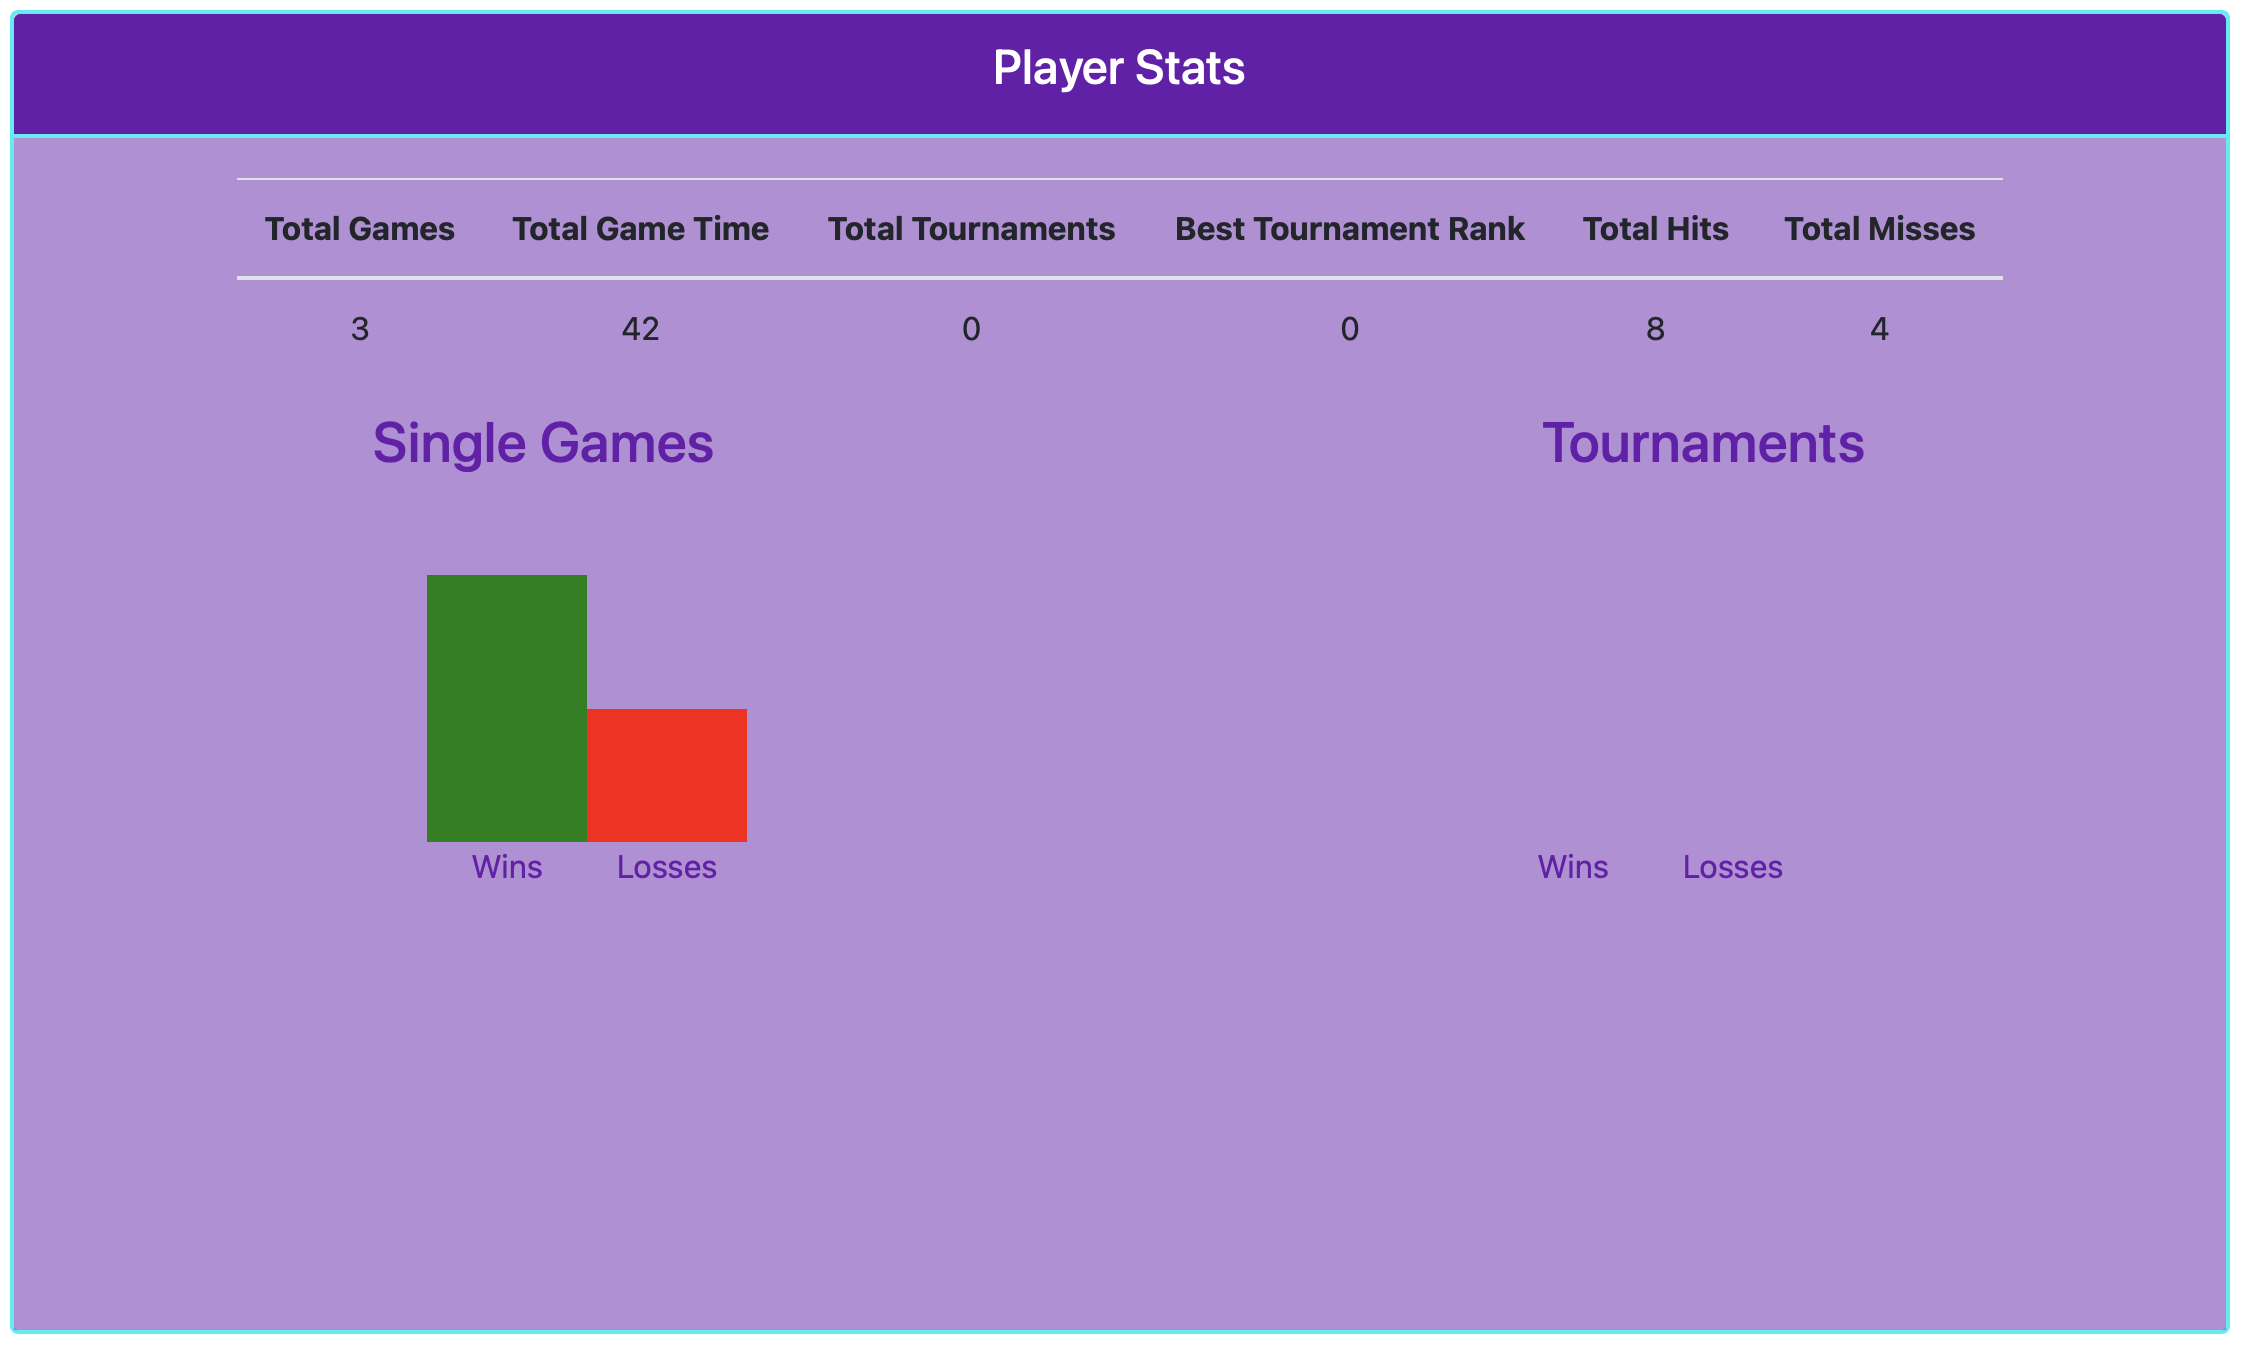 Player Stats
Total Games Total Game Time Total Tournaments Best Tournament Rank Total Hits Total Misses
3 42 0 0 8 4
Single Games Tournaments
Wins Losses Wins Losses